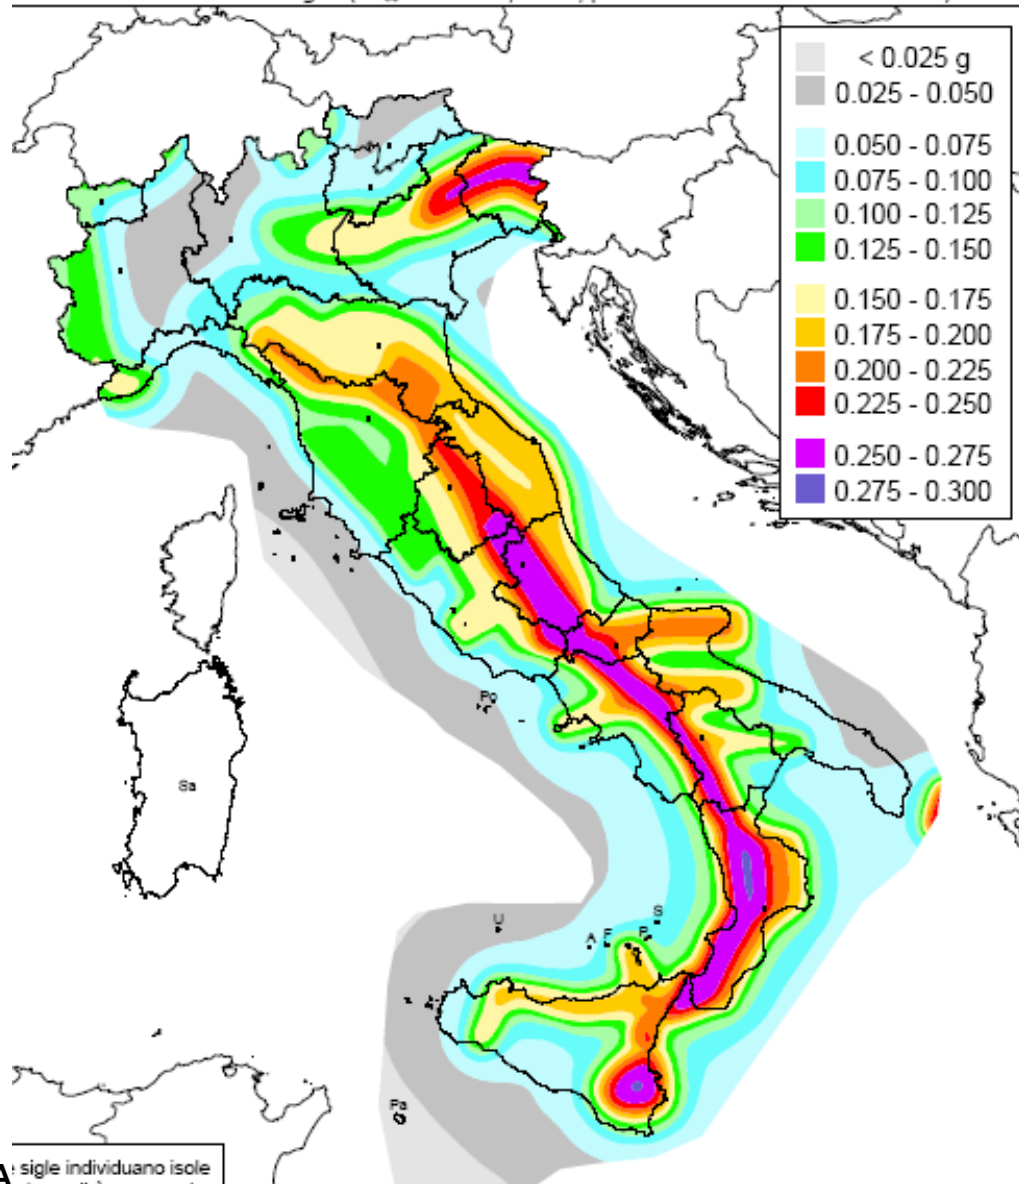 < 0.025 g
0.025 - 0.050
0.050 - 0.075
0.075 - 0.100
0.100 - 0.125
0.125 - 0.150
0.150 - 0.175
0.175 - 0.200
0.200 - 0.225
0.225 - 0.250
0.250 - 0.275
0.275 - 0.300
Po
Sa
S
U
A F P
Pa
A
sigle individuano isole